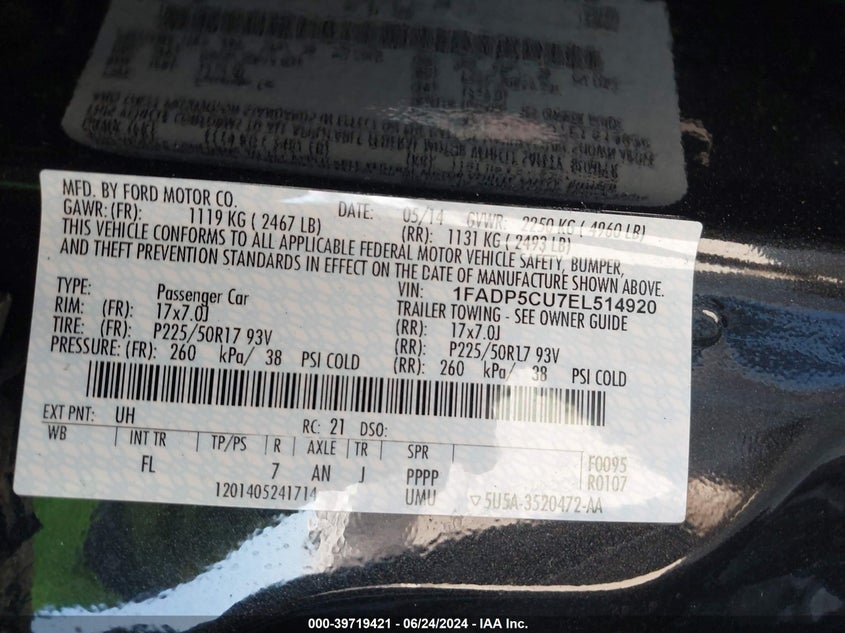 MFD. BY FORD MOTOR CO. DATE: 05/14 GVWR: 2250 KG ( 4960 LB)
GAWR: (FR): 1119 KG ( 2467 LB) (RR): 1131 KG ( 2493 LB)
THIS VEHICLE CONFORMS TO ALL APPLICABLE FEDERAL MOTOR VEHICLE SAFETY, BUMPER,
AND THEFT PREVENTION STANDARDS IN EFFECT ON THE DATE OF MANUFACTURE SHOWN ABOVE.
VIN: 1FADP5CU7EL514920
TYPE: Passenger Car TRAILER TOWING - SEE OWNER GUIDE
RIM: (FR): 17x7.0J (RR): 17x7.0J
TIRE: (FR): P225/50R17 93V (RR): P225/50R17 93V
PRESSURE: (FR): 260 kPa/ 38 PSI COLD (RR): 260 kPa/ 38 PSI COLD
EXT PNT: UH RC: 21 DSO:
WB INT TR TP/PS R AXLE TR SPR
FL 7 AN J PPPP F0095
UMU R0107
1201405241714 ▽5U5A-3520472-AA
000-39719421 - 06/24/2024 - IAA Inc.